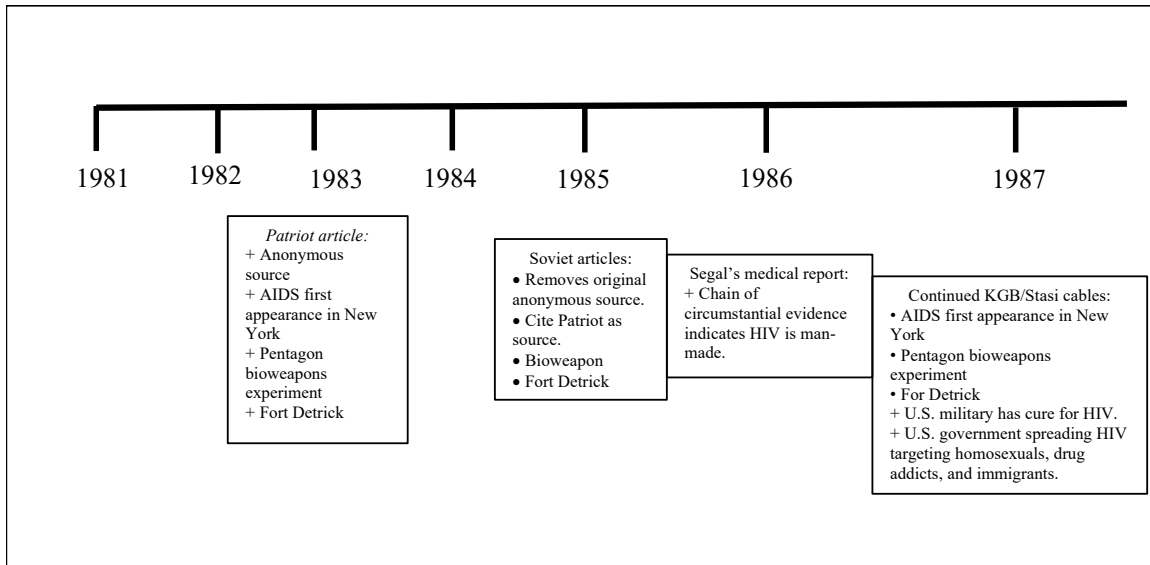 1981
1982
1983
1984
1985
1986
1987
Patriot article:
+ Anonymous
source
+ AIDS first
appearance in New
York
+ Pentagon
bioweapons
experiment
+ Fort Detrick
Soviet articles:
● Removes original
anonymous source.
● Cite Patriot as
source.
● Bioweapon
● Fort Detrick
Segal’s medical report:
+ Chain of
circumstantial evidence
indicates HIV is man-
made.
Continued KGB/Stasi cables:
• AIDS first appearance in New
York
• Pentagon bioweapons
experiment
• For Detrick
+ U.S. military has cure for HIV.
+ U.S. government spreading HIV
targeting homosexuals, drug
addicts, and immigrants.